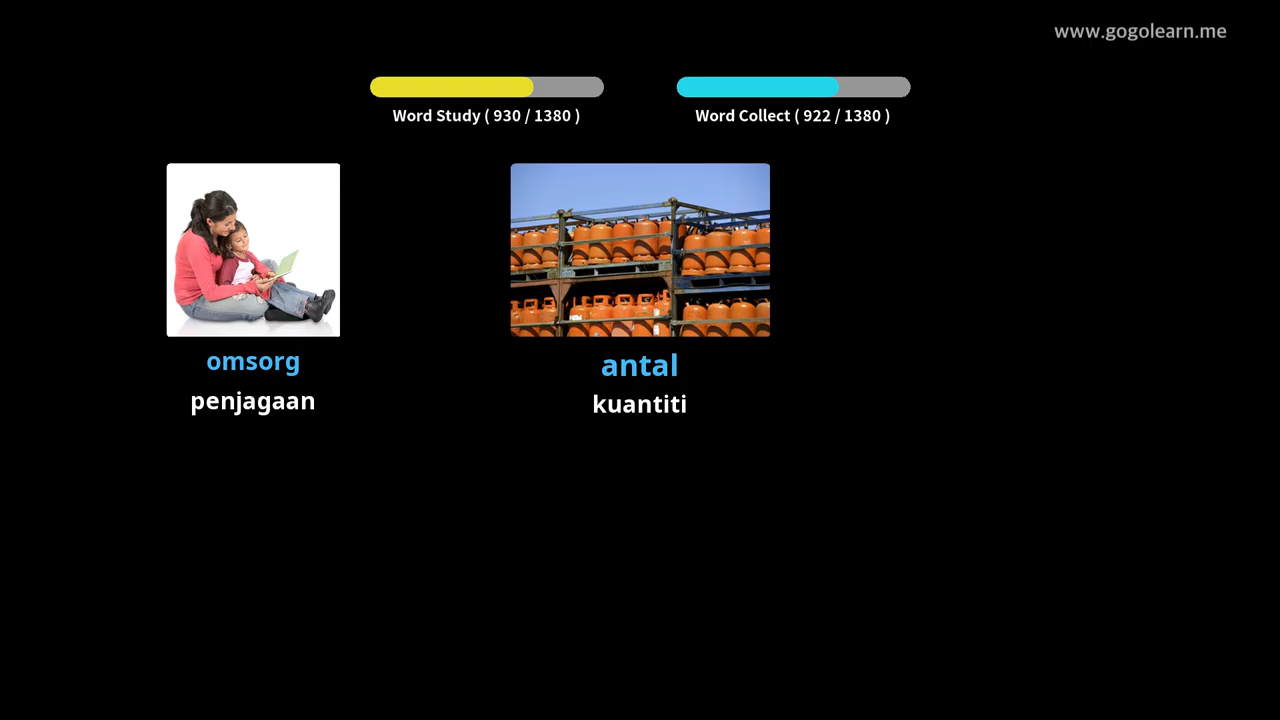 www.gogolearn.me
Word Study ( 930 / 1380 )
Word Collect ( 922 / 1380 )
omsorg
penjagaan
antal
kuantiti